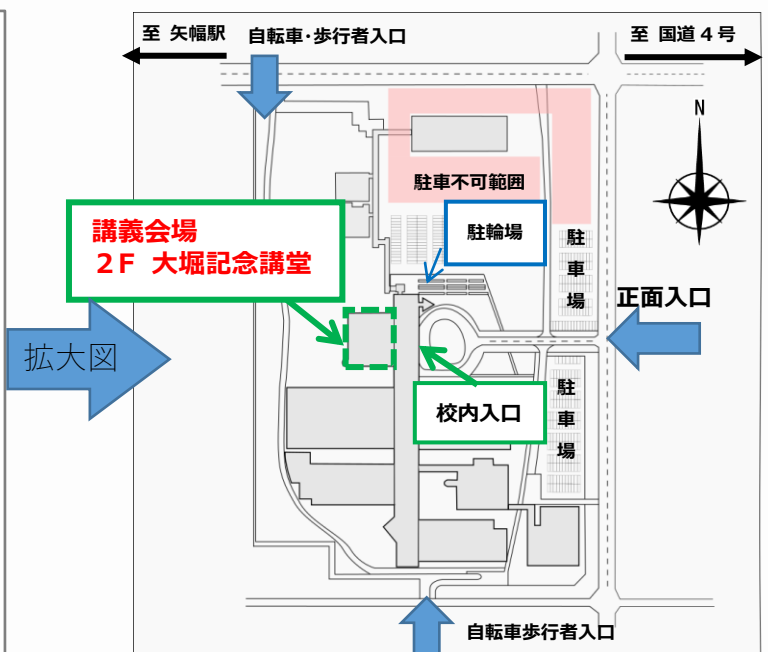 至 矢幅駅
自転車・歩行者入口
至 国道４号
N
駐車不可範囲
講義会場
２Ｆ 大堀記念講堂
駐輪場
駐車場
正面入口
拡大図
校内入口
駐車場
自転車歩行者入口